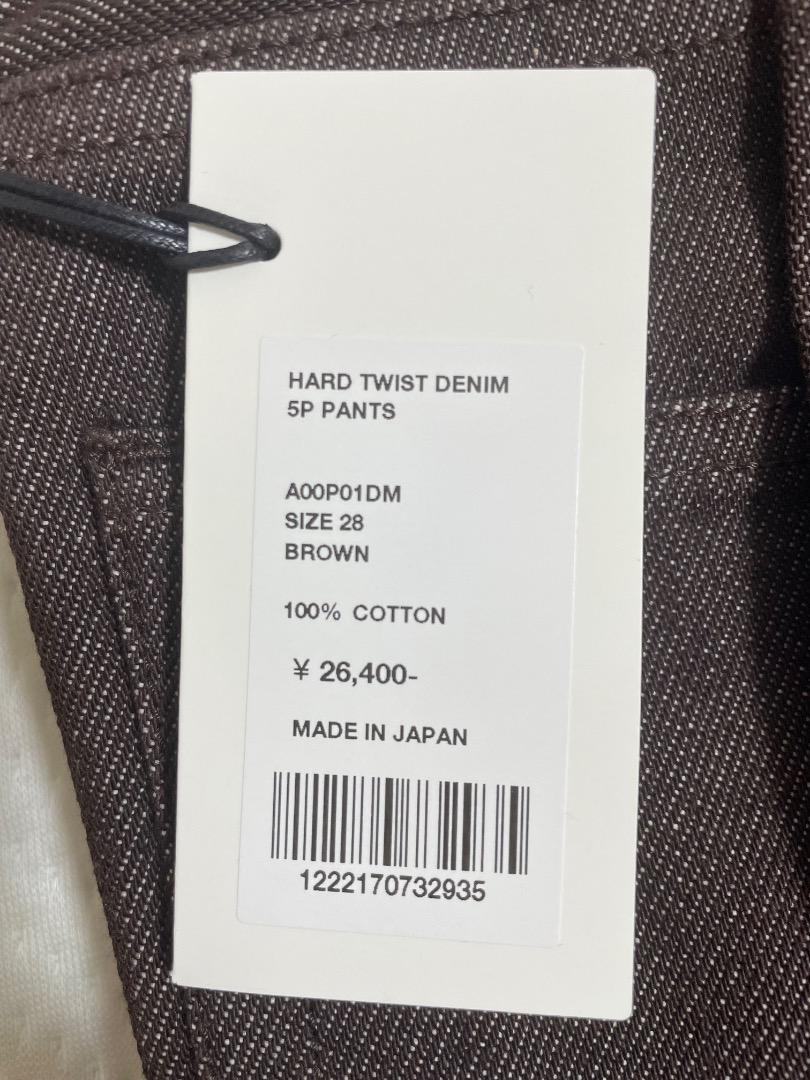 HARD TWIST DENIM
5P PANTS
A00P01DM
SIZE 28
BROWN
100% COTTON
¥ 26,400-
MADE IN JAPAN
1222170732935